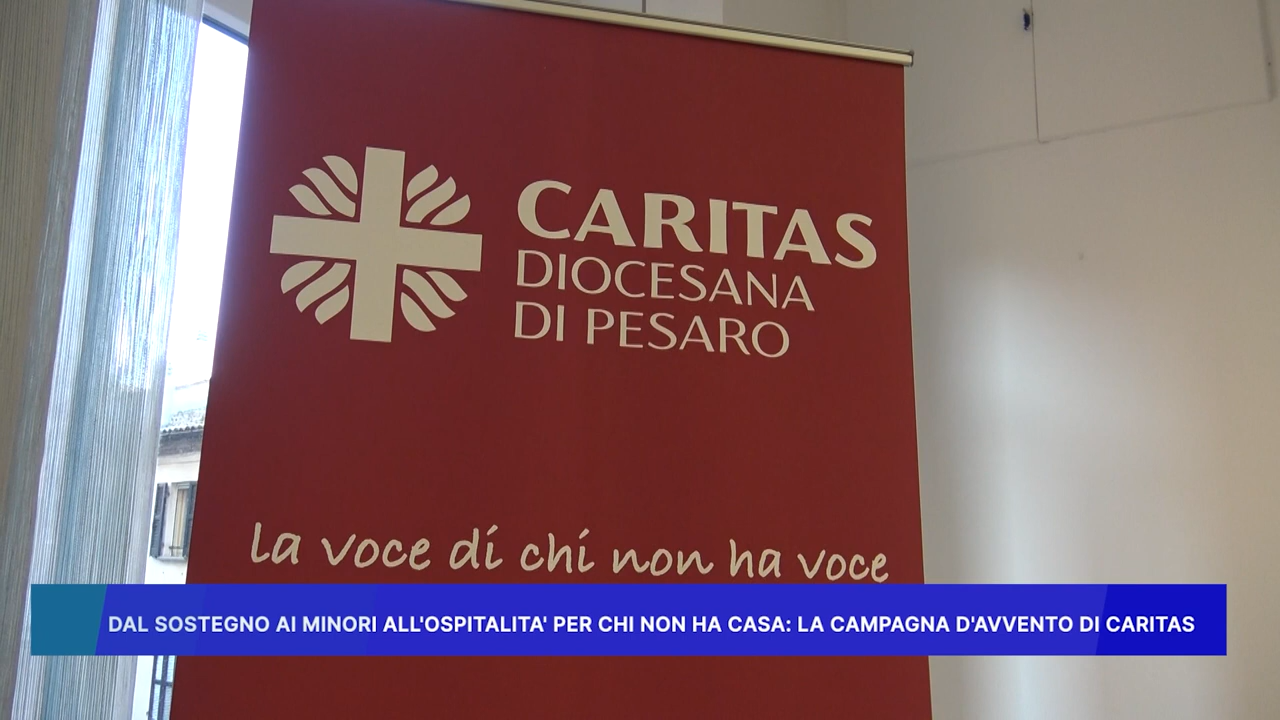 CARITAS
DIOCESANA
DI PESARO
la voce di chi non ha voce
DAL SOSTEGNO AI MINORI ALL'OSPITALITA' PER CHI NON HA CASA: LA CAMPAGNA D'AVVENTO DI CARITAS